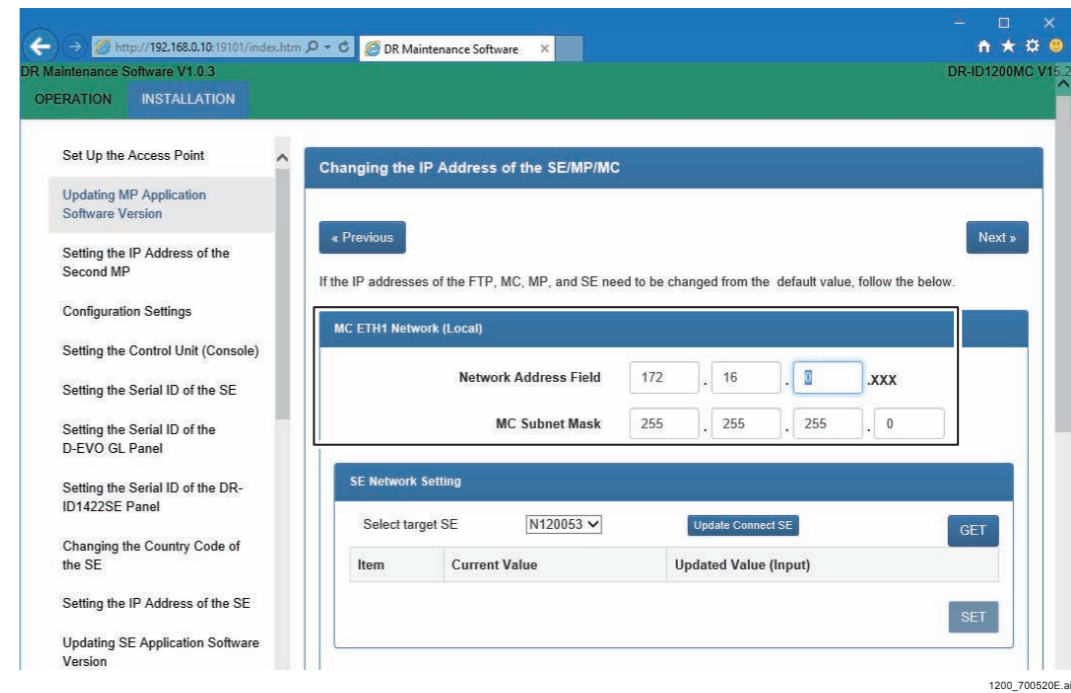 http://192.168.0.10:19101/index.htm
DR Maintenance Software
DR Maintenance Software V1.0.3
DR-ID1200MC V15.2
OPERATION
INSTALLATION
Set Up the Access Point
Updating MP Application
Software Version
Setting the IP Address of the
Second MP
Configuration Settings
Setting the Control Unit (Console)
Setting the Serial ID of the SE
Setting the Serial ID of the
D-EVO GL Panel
Setting the Serial ID of the DR-
ID1422SE Panel
Changing the Country Code of
the SE
Setting the IP Address of the SE
Updating SE Application Software
Version
Changing the IP Address of the SE/MP/MC
« Previous
Next »
If the IP addresses of the FTP, MC, MP, and SE need to be changed from the default value, follow the below.
MC ETH1 Network (Local)
Network Address Field 172 . 16 . 0 .XXX
MC Subnet Mask 255 . 255 . 255 . 0
SE Network Setting
Select target SE N120053 Update Connect SE GET
Item Current Value Updated Value (Input)
SET
1200_700520E.ai